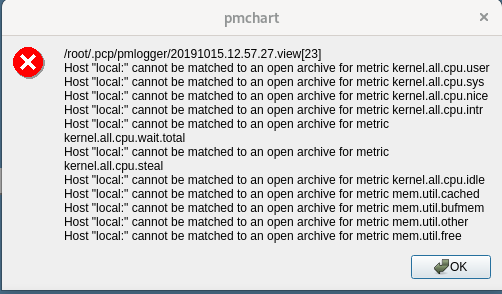 pmchart
/root/.pcp/pmlogger/20191015.12.57.27.view[23]
Host "local:" cannot be matched to an open archive for metric kernel.all.cpu.user
Host "local:" cannot be matched to an open archive for metric kernel.all.cpu.sys
Host "local:" cannot be matched to an open archive for metric kernel.all.cpu.nice
Host "local:" cannot be matched to an open archive for metric kernel.all.cpu.intr
Host "local:" cannot be matched to an open archive for metric
kernel.all.cpu.wait.total
Host "local:" cannot be matched to an open archive for metric
kernel.all.cpu.steal
Host "local:" cannot be matched to an open archive for metric kernel.all.cpu.idle
Host "local:" cannot be matched to an open archive for metric mem.util.cached
Host "local:" cannot be matched to an open archive for metric mem.util.bufmem
Host "local:" cannot be matched to an open archive for metric mem.util.other
Host "local:" cannot be matched to an open archive for metric mem.util.free
OK